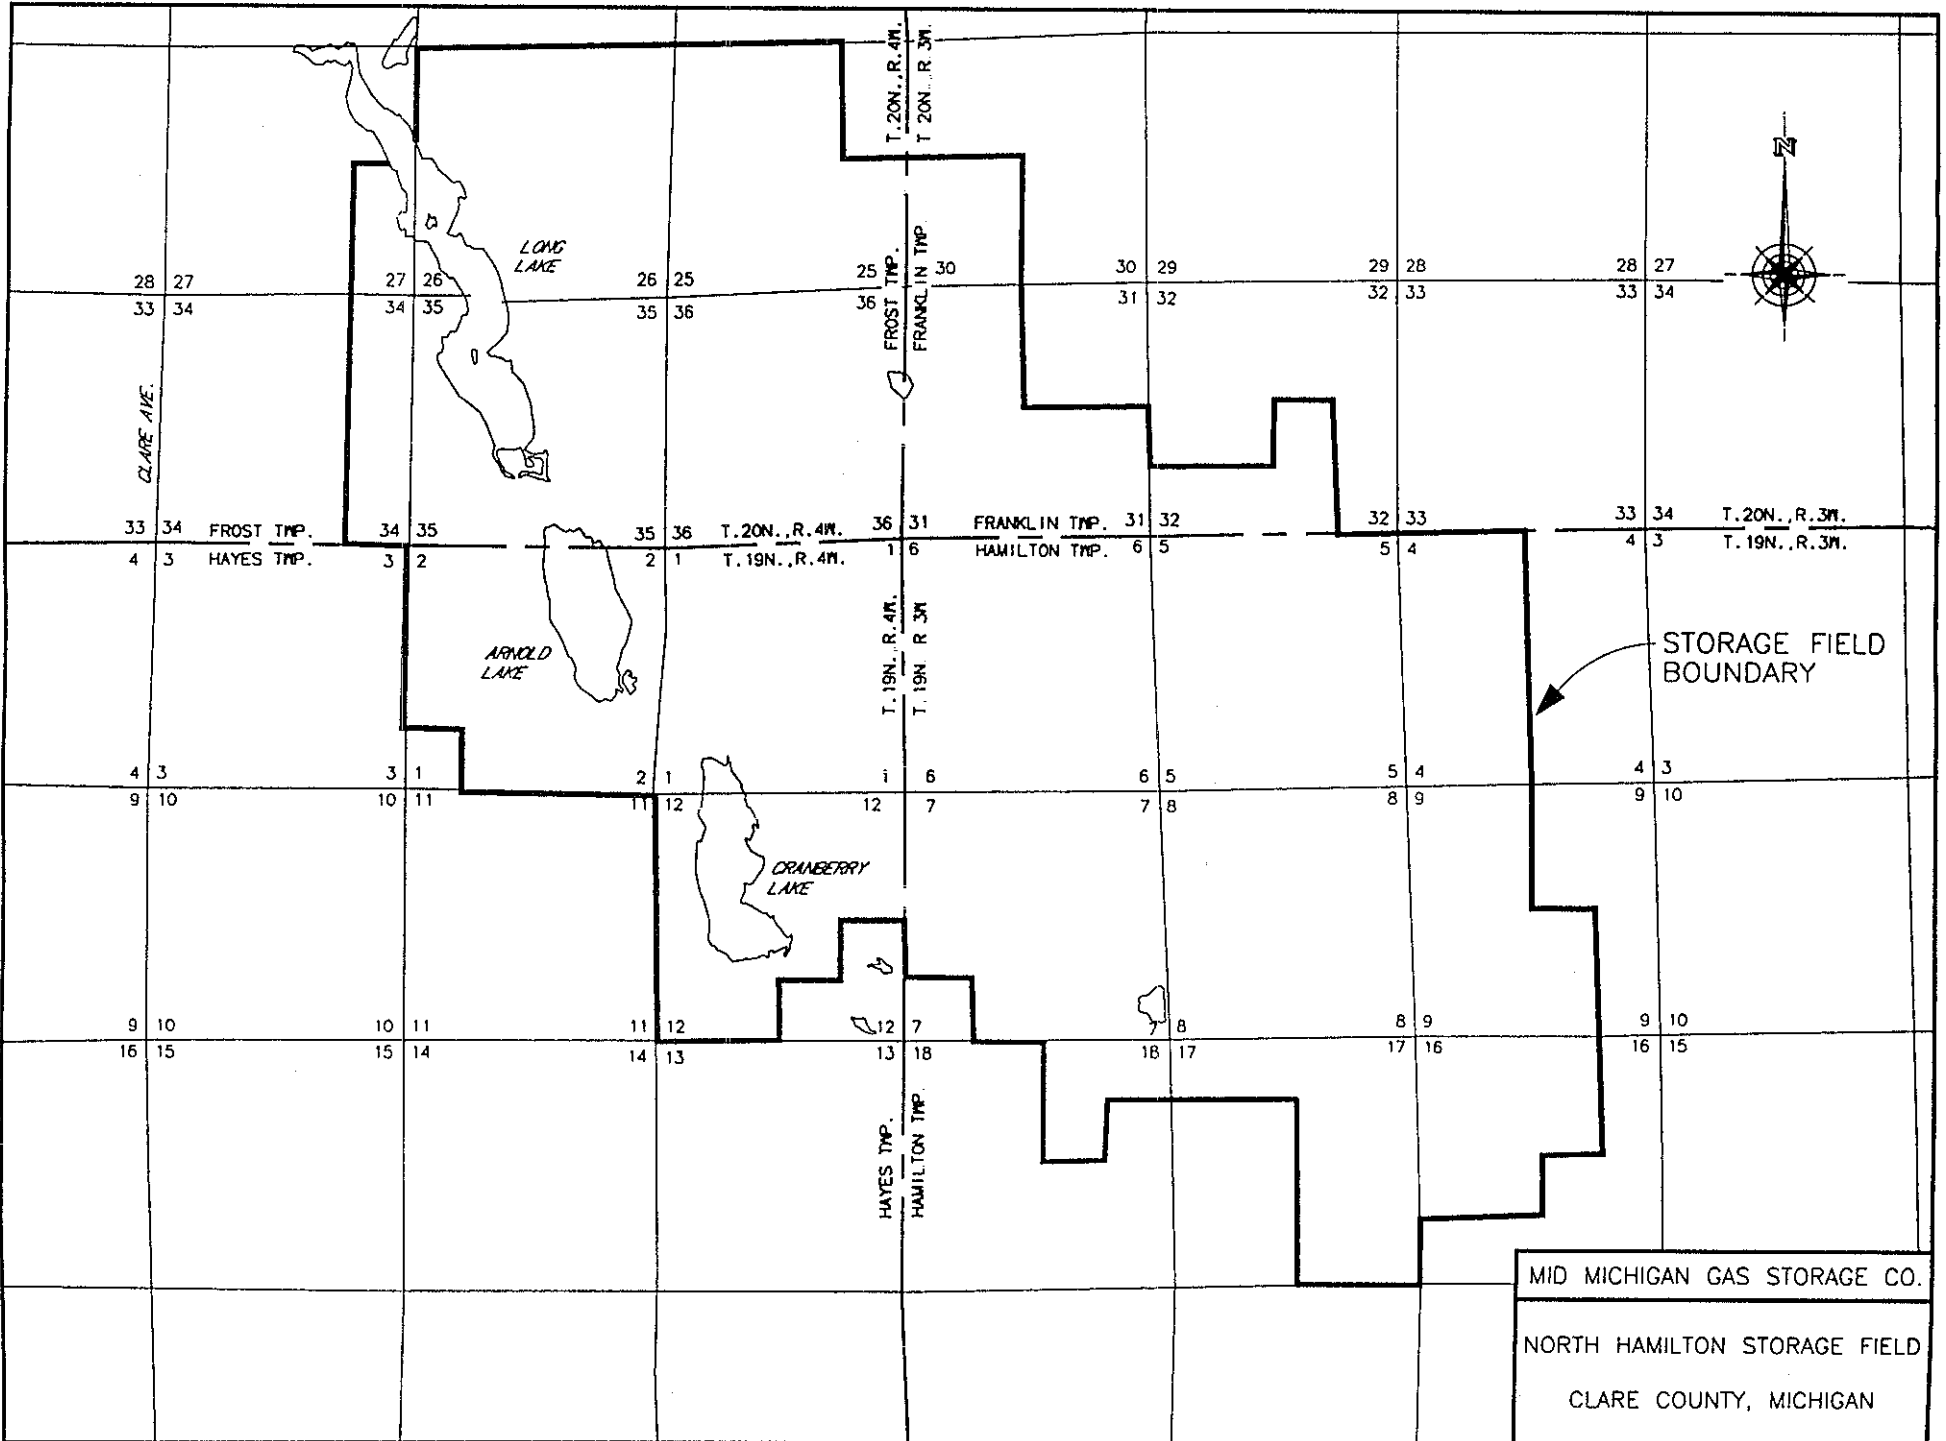 T.20N.,R.4W.
T 20N. R.3W.
N
LONG
LAKE
28 27
27 26
26 25
25 30
30 29
29 28
28 27
33 34
34 35
35 36
36
31 32
32 33
33 34
FROST TWP.
FRANKLIN TWP
CLARE AVE.
33 34 FROST TWP. 34 35
35 36 T.20N.,R.4W. 36 31
FRANKLIN TWP. 31 32
32 33
33 34 T.20N.,R.3W.
4 3 HAYES TWP. 3 2
2 1 T.19N.,R.4W. 1 6
HAMILTON TWP. 6 5
5 4
4 3 T.19N.,R.3W.
T.19N., R.4W.
T.19N R 3W
STORAGE FIELD
BOUNDARY
ARNOLD
LAKE
4 3
3 1
2 1
1 6
6 5
5 4
4 3
9 10
10 11
11 12
12 7
7 8
8 9
9 10
CRANBERRY
LAKE
9 10
10 11
11 12
12 7
7 8
8 9
9 10
16 15
15 14
14 13
13 18
18 17
17 16
16 15
HAYES TWP.
HAMILTON TWP.
MID MICHIGAN GAS STORAGE CO.
NORTH HAMILTON STORAGE FIELD
CLARE COUNTY, MICHIGAN